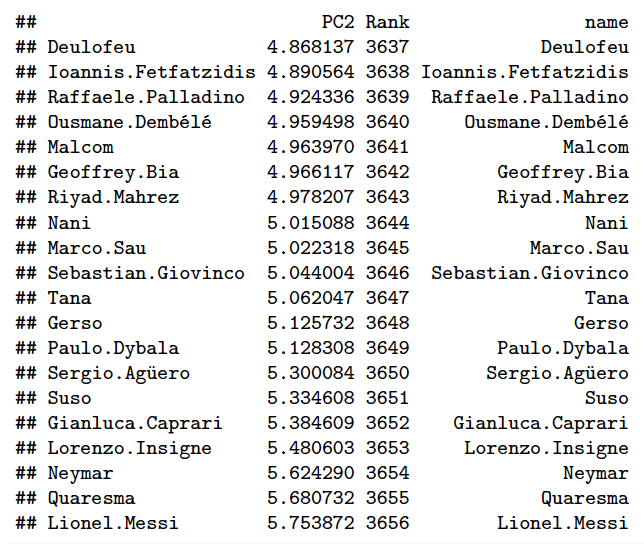 ## PC2 Rank name
## Deulofeu 4.868137 3637 Deulofeu
## Ioannis.Fetfatzidis 4.890564 3638 Ioannis.Fetfatzidis
## Raffaele.Palladino 4.924336 3639 Raffaele.Palladino
## Ousmane.Dembélé 4.959498 3640 Ousmane.Dembélé
## Malcom 4.963970 3641 Malcom
## Geoffrey.Bia 4.966117 3642 Geoffrey.Bia
## Riyad.Mahrez 4.978207 3643 Riyad.Mahrez
## Nani 5.015088 3644 Nani
## Marco.Sau 5.022318 3645 Marco.Sau
## Sebastian.Giovinco 5.044004 3646 Sebastian.Giovinco
## Tana 5.062047 3647 Tana
## Gerso 5.125732 3648 Gerso
## Paulo.Dybala 5.128308 3649 Paulo.Dybala
## Sergio.Agüero 5.300084 3650 Sergio.Agüero
## Suso 5.334608 3651 Suso
## Gianluca.Caprari 5.384609 3652 Gianluca.Caprari
## Lorenzo.Insigne 5.480603 3653 Lorenzo.Insigne
## Neymar 5.624290 3654 Neymar
## Quaresma 5.680732 3655 Quaresma
## Lionel.Messi 5.753872 3656 Lionel.Messi